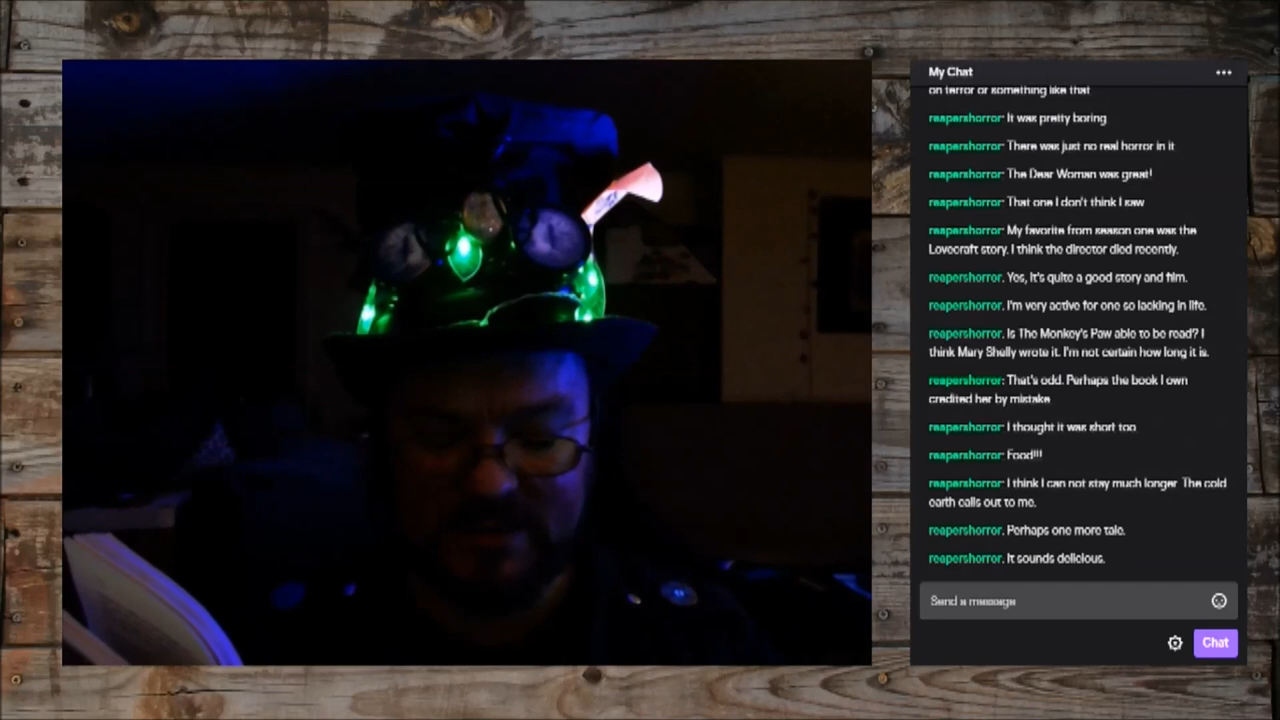 My Chat
on terror or something like that
reapershorror: It was pretty boring
reapershorror: There was just no real horror in it
reapershorror: The Dear Woman was great!
reapershorror: That one I don't think I saw
reapershorror: My favorite from season one was the
Lovecraft story. I think the director died recently.
reapershorror: Yes, it's quite a good story and film.
reapershorror: I'm very active for one so lacking in life.
reapershorror: Is The Monkey's Paw able to be read? I
think Mary Shelly wrote it. I'm not certain how long it is.
reapershorror: That's odd. Perhaps the book I own
credited her by mistake
reapershorror: I thought it was short too
reapershorror: Food!!!
reapershorror: I think I can not stay much longer. The cold
earth calls out to me.
reapershorror: Perhaps one more tale.
reapershorror: It sounds delicious.
Send a message
Chat